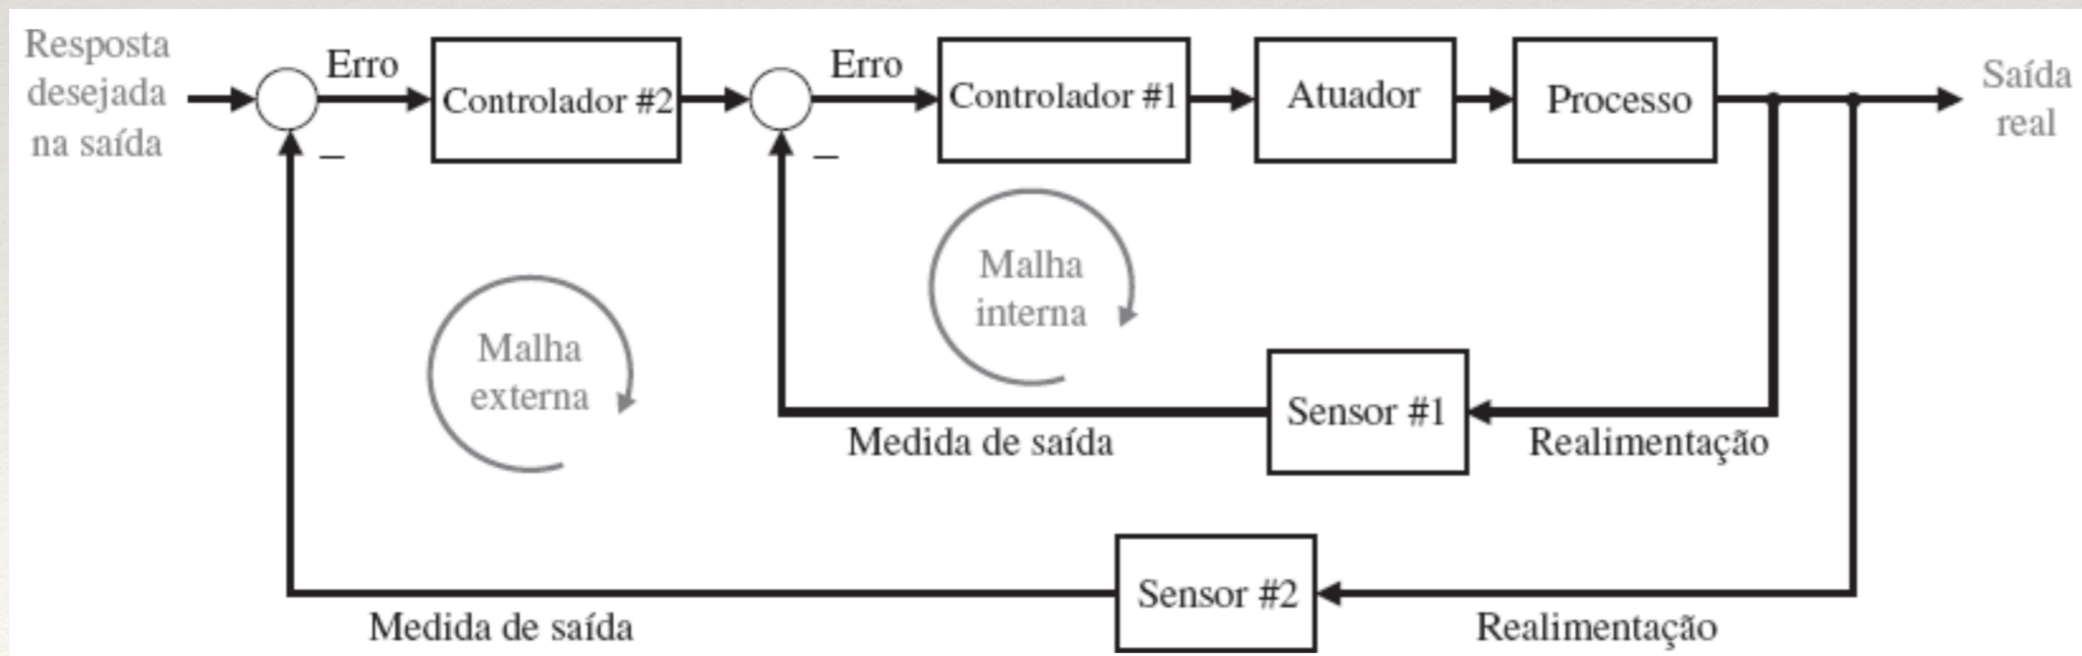 Resposta
desejada
na saída
Erro
Controlador #2
Erro
Controlador #1
Atuador
Processo
Saída
real
–
–
Malha
interna
Malha
externa
Sensor #1
Medida de saída
Realimentação
Sensor #2
Medida de saída
Realimentação